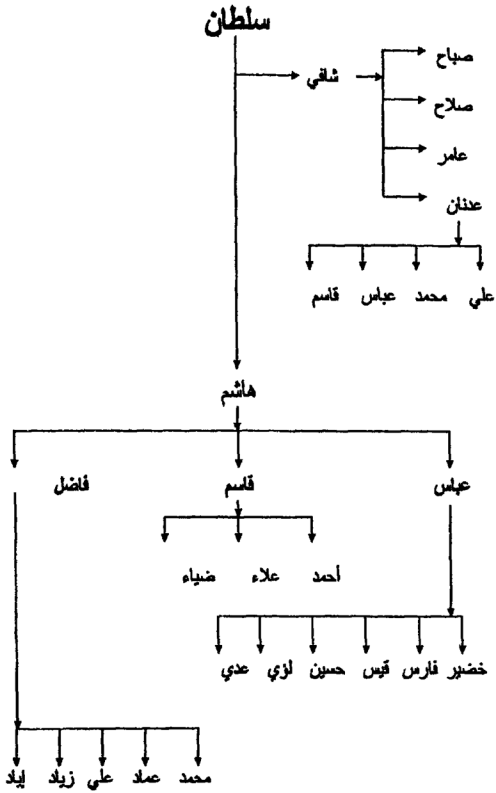 سلطان
شافي
صباح
صلاح
عامر
عدنان
علي محمد عباس قاسم
هاشم
عباس قاسم فاضل
أحمد علاء ضياء
خضير فارس قيس حسين لؤي عدي
محمد عماد علي زياد إياد